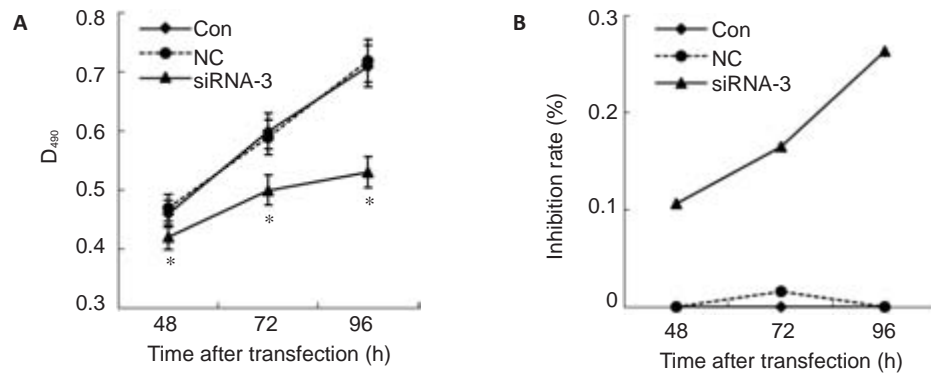 A
0.8
Con
NC
siRNA-3
0.7
0.6
0.5
0.4
0.3
D490
*
*
*
48
72
96
Time after transfection (h)
B
0.3
Con
NC
siRNA-3
0.2
0.1
0
Inhibition rate (%)
48
72
96
Time after transfection (h)